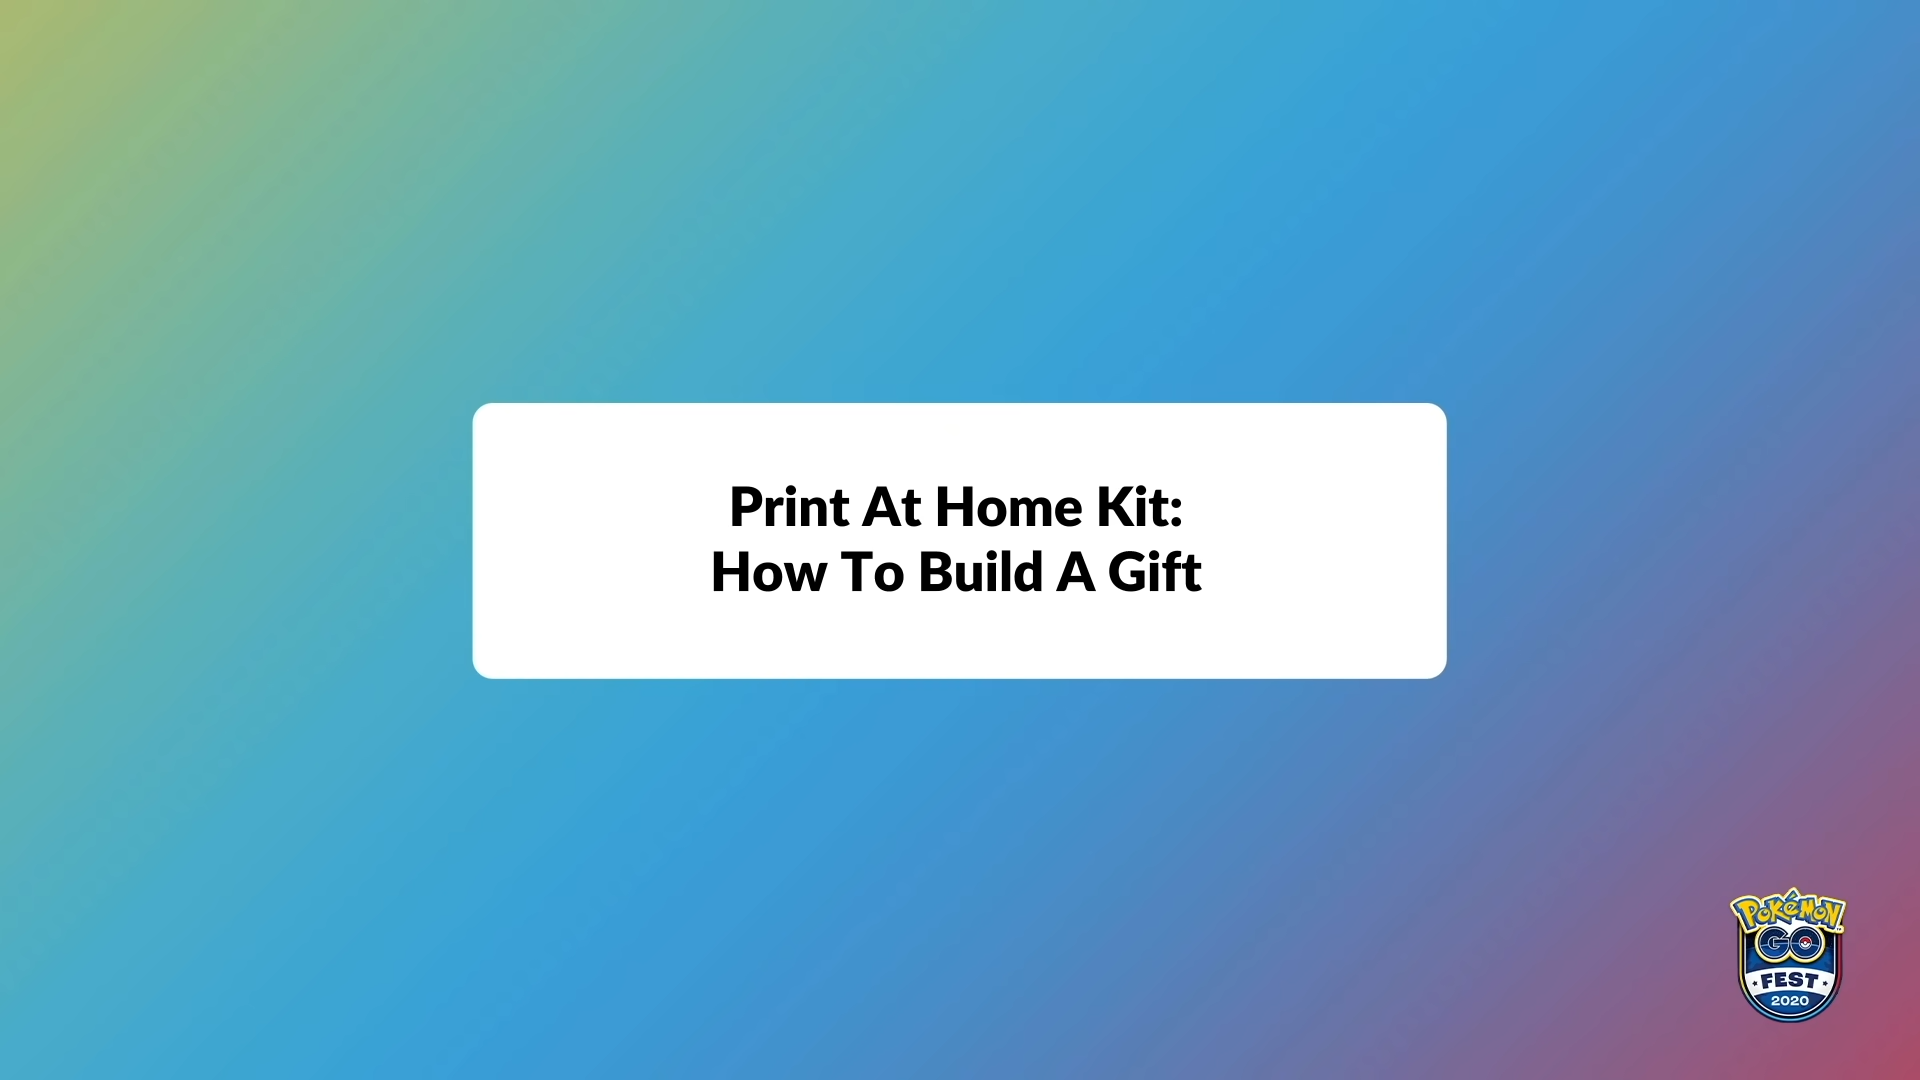 Print At Home Kit:
How To Build A Gift
POKéMON
GO
FEST
2020